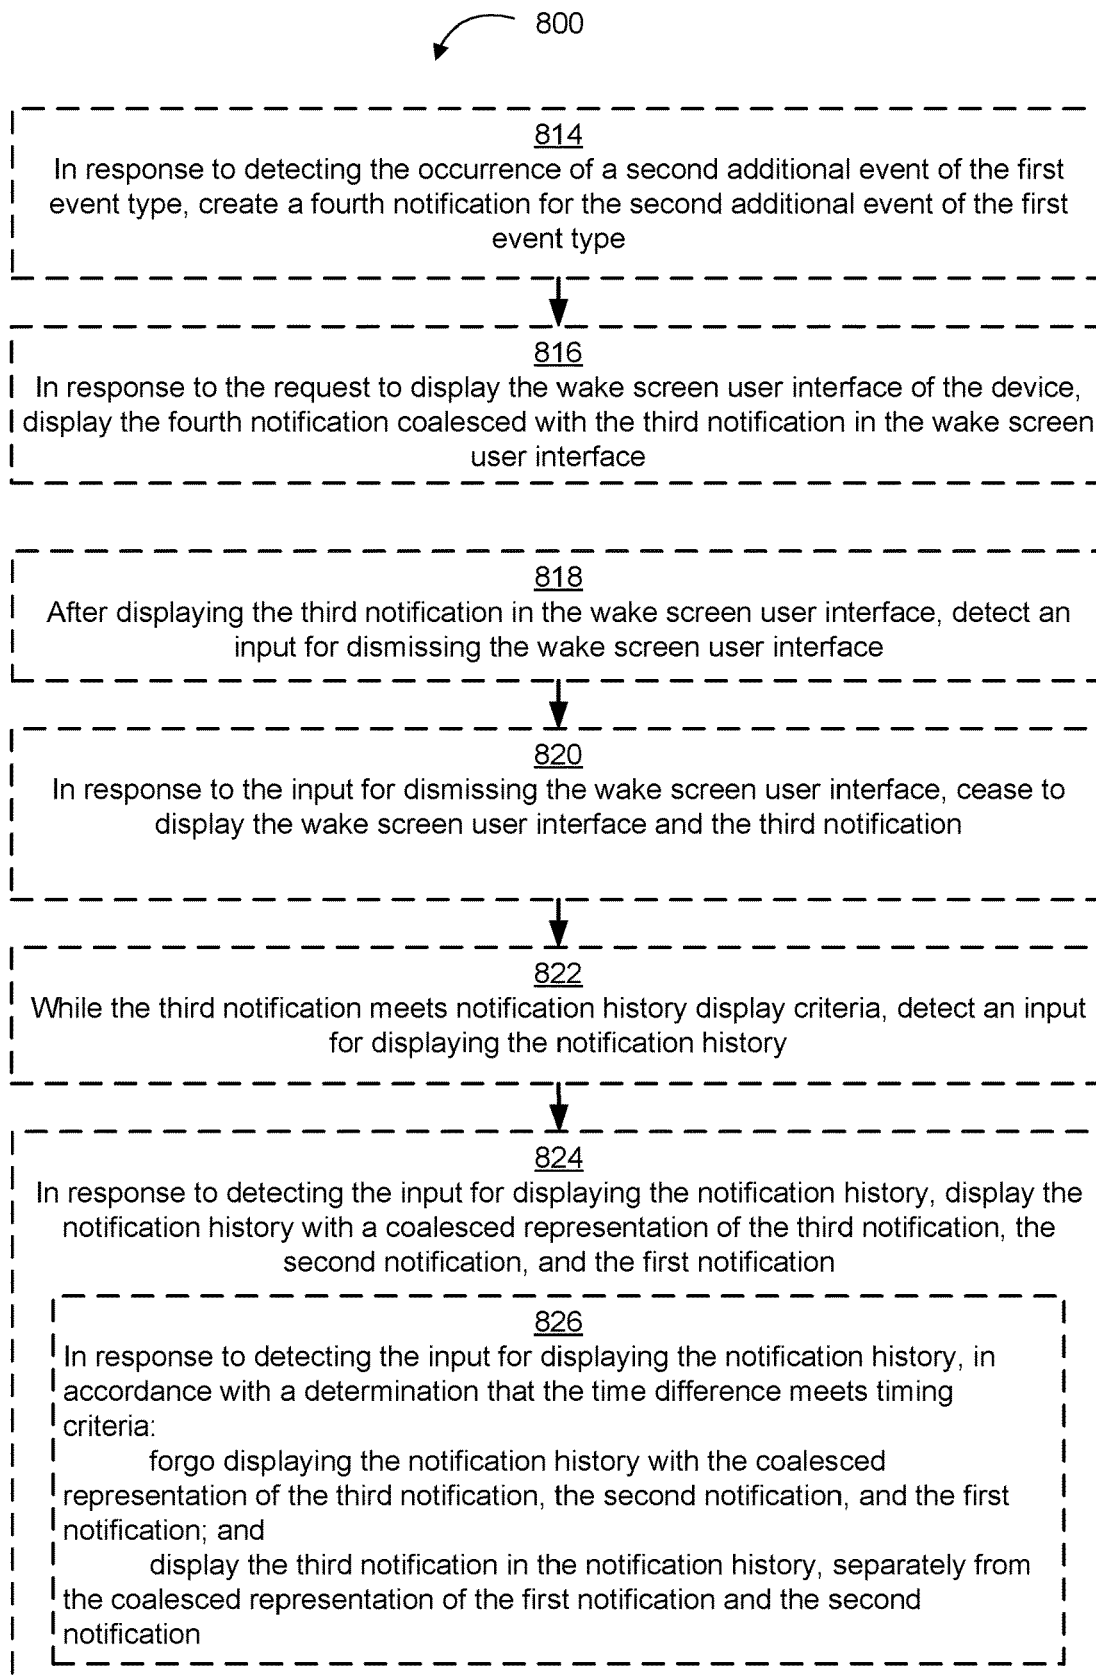 800
814
In response to detecting the occurrence of a second additional event of the first
event type, create a fourth notification for the second additional event of the first
event type
816
In response to the request to display the wake screen user interface of the device,
display the fourth notification coalesced with the third notification in the wake screen
user interface
818
After displaying the third notification in the wake screen user interface, detect an
input for dismissing the wake screen user interface
820
In response to the input for dismissing the wake screen user interface, cease to
display the wake screen user interface and the third notification
822
While the third notification meets notification history display criteria, detect an input
for displaying the notification history
824
In response to detecting the input for displaying the notification history, display the
notification history with a coalesced representation of the third notification, the
second notification, and the first notification
826
In response to detecting the input for displaying the notification history, in
accordance with a determination that the time difference meets timing
criteria:
forgo displaying the notification history with the coalesced
representation of the third notification, the second notification, and the first
notification; and
display the third notification in the notification history, separately from
the coalesced representation of the first notification and the second
notification